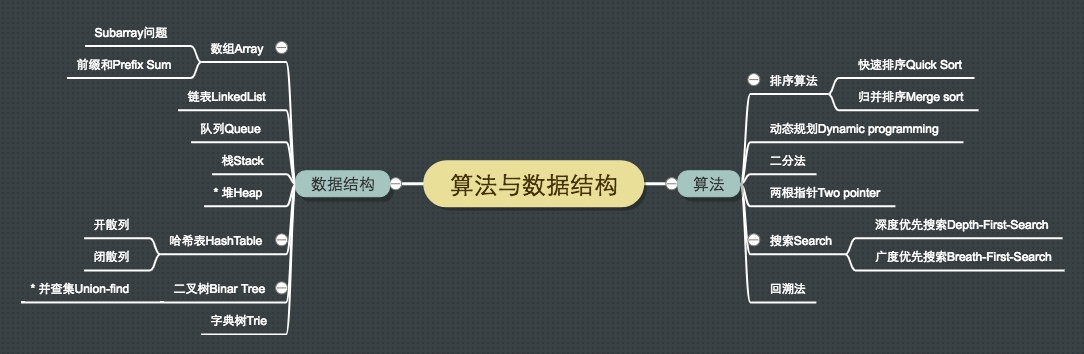 算法与数据结构
数据结构
数组Array
Subarray问题
前缀和Prefix Sum
链表LinkedList
队列Queue
栈Stack
* 堆Heap
哈希表HashTable
开散列
闭散列
二叉树Binar Tree
* 并查集Union-find
字典树Trie
算法
排序算法
快速排序Quick Sort
归并排序Merge sort
动态规划Dynamic programming
二分法
两根指针Two pointer
搜索Search
深度优先搜索Depth-First-Search
广度优先搜索Breath-First-Search
回溯法